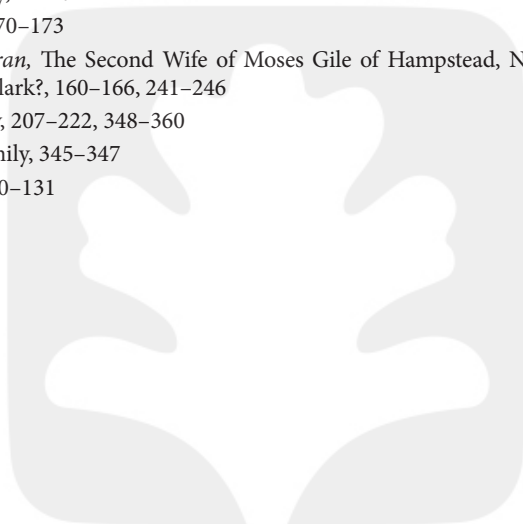 70–173
ran, The Second Wife of Moses Gile of Hampstead, N
lark?, 160–166, 241–246
, 207–222, 348–360
nily, 345–347
0–131